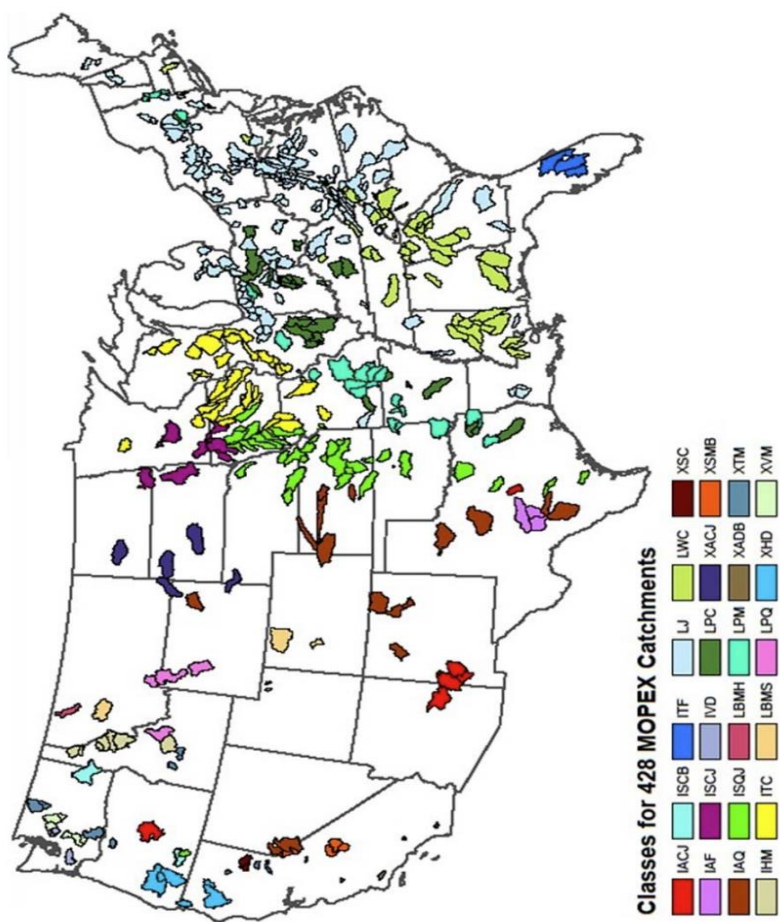 Classes for 428 MOPEX Catchments
IACJ ISCB ITF LJ LWC XSC
IAF ISCJ IVD LPC XACJ XSMB
IAQ ISQJ LBMH LPM XADB XTM
IHM ITC LBMS LPQ XHD XVM